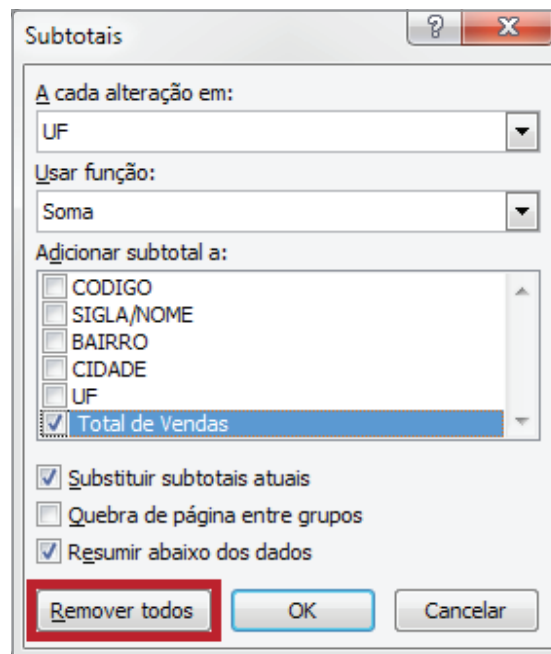 Subtotais
A cada alteração em:
UF
Usar função:
Soma
Adicionar subtotal a:
CODIGO
SIGLA/NOME
BAIRRO
CIDADE
UF
Total de Vendas
Substituir subtotais atuais
Quebra de página entre grupos
Resumir abaixo dos dados
Remover todos OK Cancelar